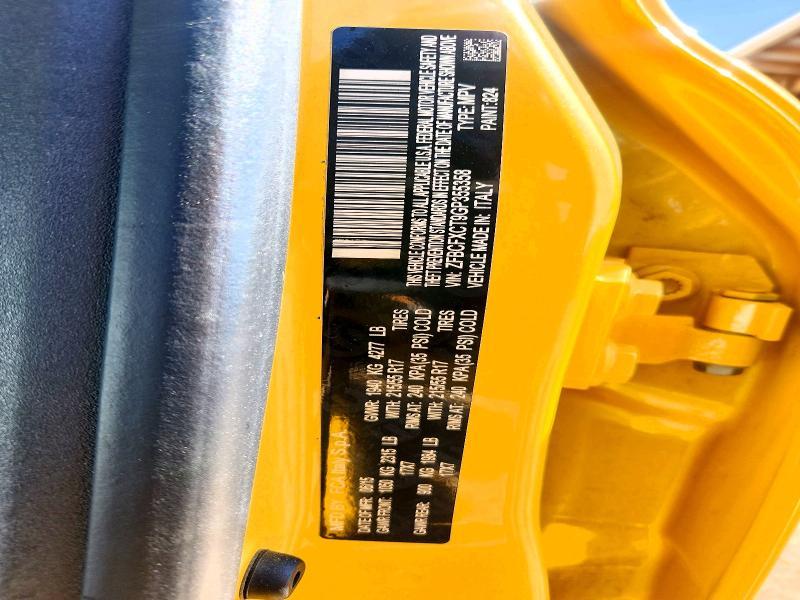 MFD BY FCA Italy S.p.A.
DATE OF MFR: 06/15 GVWR: 1940 KG 4277 LB
GAWR FRONT: 1050 KG 2315 LB WITH: 215/55 R17 TIRES
17X7 RIMS AT: 240 KPA(35 PSI) COLD
GAWR REAR: 900 KG 1984 LB WITH: 215/55 R17 TIRES
17X7 RIMS AT: 240 KPA(35 PSI) COLD
THIS VEHICLE CONFORMS TO ALL APPLICABLE U.S.A. FEDERAL MOTOR VEHICLE SAFETY AND
THEFT PREVENTION STANDARDS IN EFFECT ON THE DATE OF MANUFACTURE SHOWN ABOVE
VIN: ZFBCFXCT9GP355358 TYPE: MPV
VEHICLE MADE IN: ITALY PAINT: 824